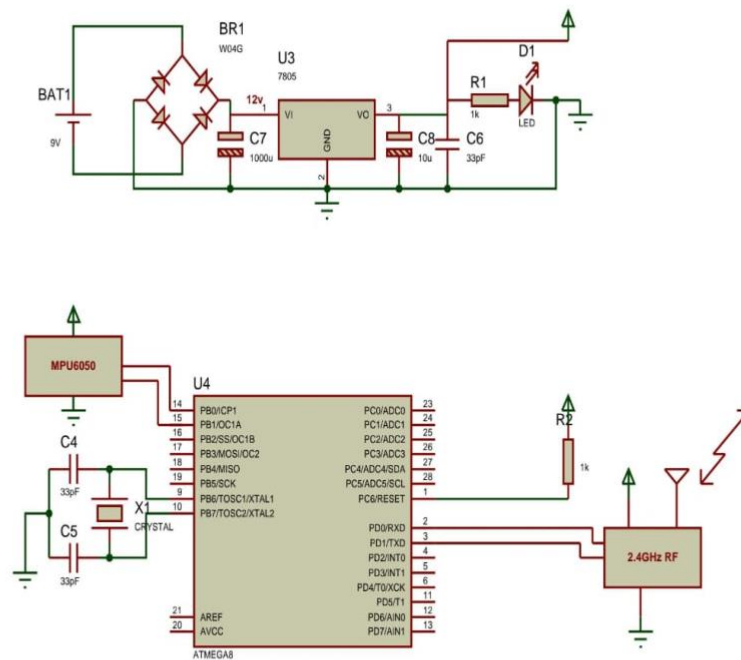 BR1
W04G
BAT1
9V
U3
7805
12v
1
VI
VO
3
GND
2
C7
1000u
C8
10u
C6
33pF
R1
1k
D1
LED
MPU6050
U4
14
PB0/ICP1
15
PB1/OC1A
16
PB2/SS/OC1B
17
PB3/MOSI/OC2
18
PB4/MISO
19
PB5/SCK
9
PB6/TOSC1/XTAL1
10
PB7/TOSC2/XTAL2
21
AREF
20
AVCC
PC0/ADC0
23
PC1/ADC1
24
PC2/ADC2
25
PC3/ADC3
26
PC4/ADC4/SDA
27
PC5/ADC5/SCL
28
PC6/RESET
1
PD0/RXD
2
PD1/TXD
3
PD2/INT0
4
PD3/INT1
5
PD4/T0/XCK
6
PD5/T1
11
PD6/AIN0
12
PD7/AIN1
13
ATMEGA8
C4
33pF
C5
33pF
X1
CRYSTAL
R2
1k
2.4GHz RF